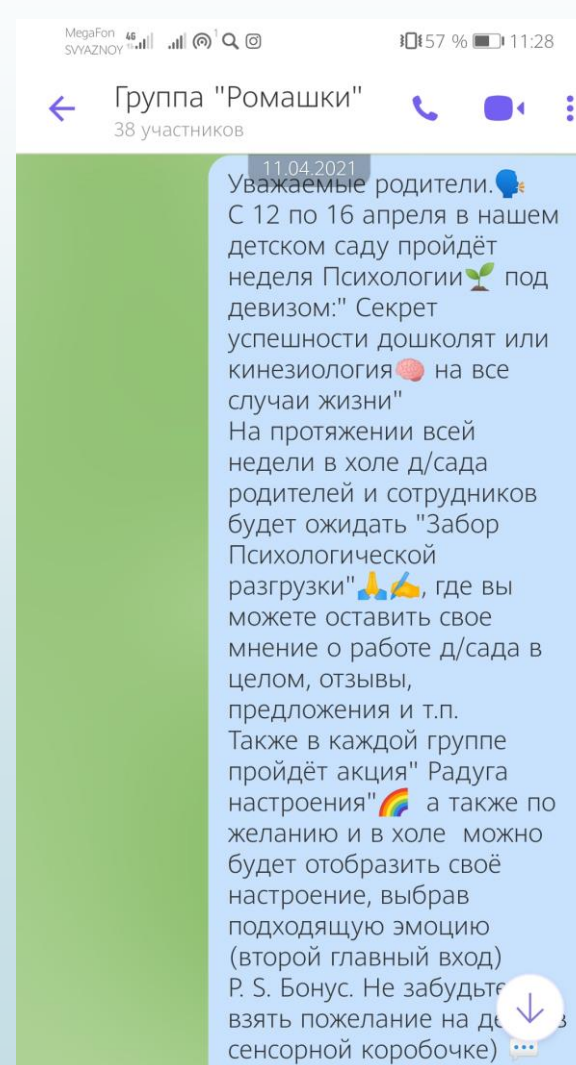 MegaFon 46 57 % 11:28
SVYAZNOY
Группа "Ромашки"
38 участников
11.04.2021
Уважаемые родители.🗣
С 12 по 16 апреля в нашем
детском саду пройдёт
неделя Психологии🌱 под
девизом:" Секрет
успешности дошколят или
кинезиология🧠 на все
случаи жизни"
На протяжении всей
недели в холе д/сада
родителей и сотрудников
будет ожидать "Забор
Психологической
разгрузки"🙏✍, где вы
можете оставить свое
мнение о работе д/сада в
целом, отзывы,
предложения и т.п.
Также в каждой группе
пройдёт акция" Радуга
настроения"🌈 а также по
желанию и в холе можно
будет отобразить своё
настроение, выбрав
подходящую эмоцию
(второй главный вход)
P. S. Бонус. Не забудьте
взять пожелание на
сенсорной коробочке) 💬